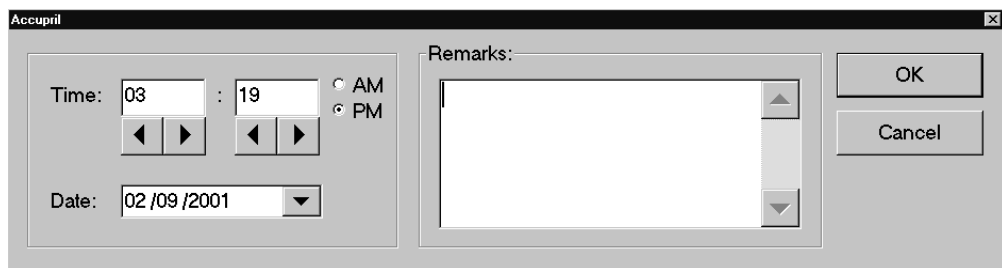 Accupril
Time: 03 : 19 AM
PM
Date: 02 /09 /2001
Remarks:
OK
Cancel